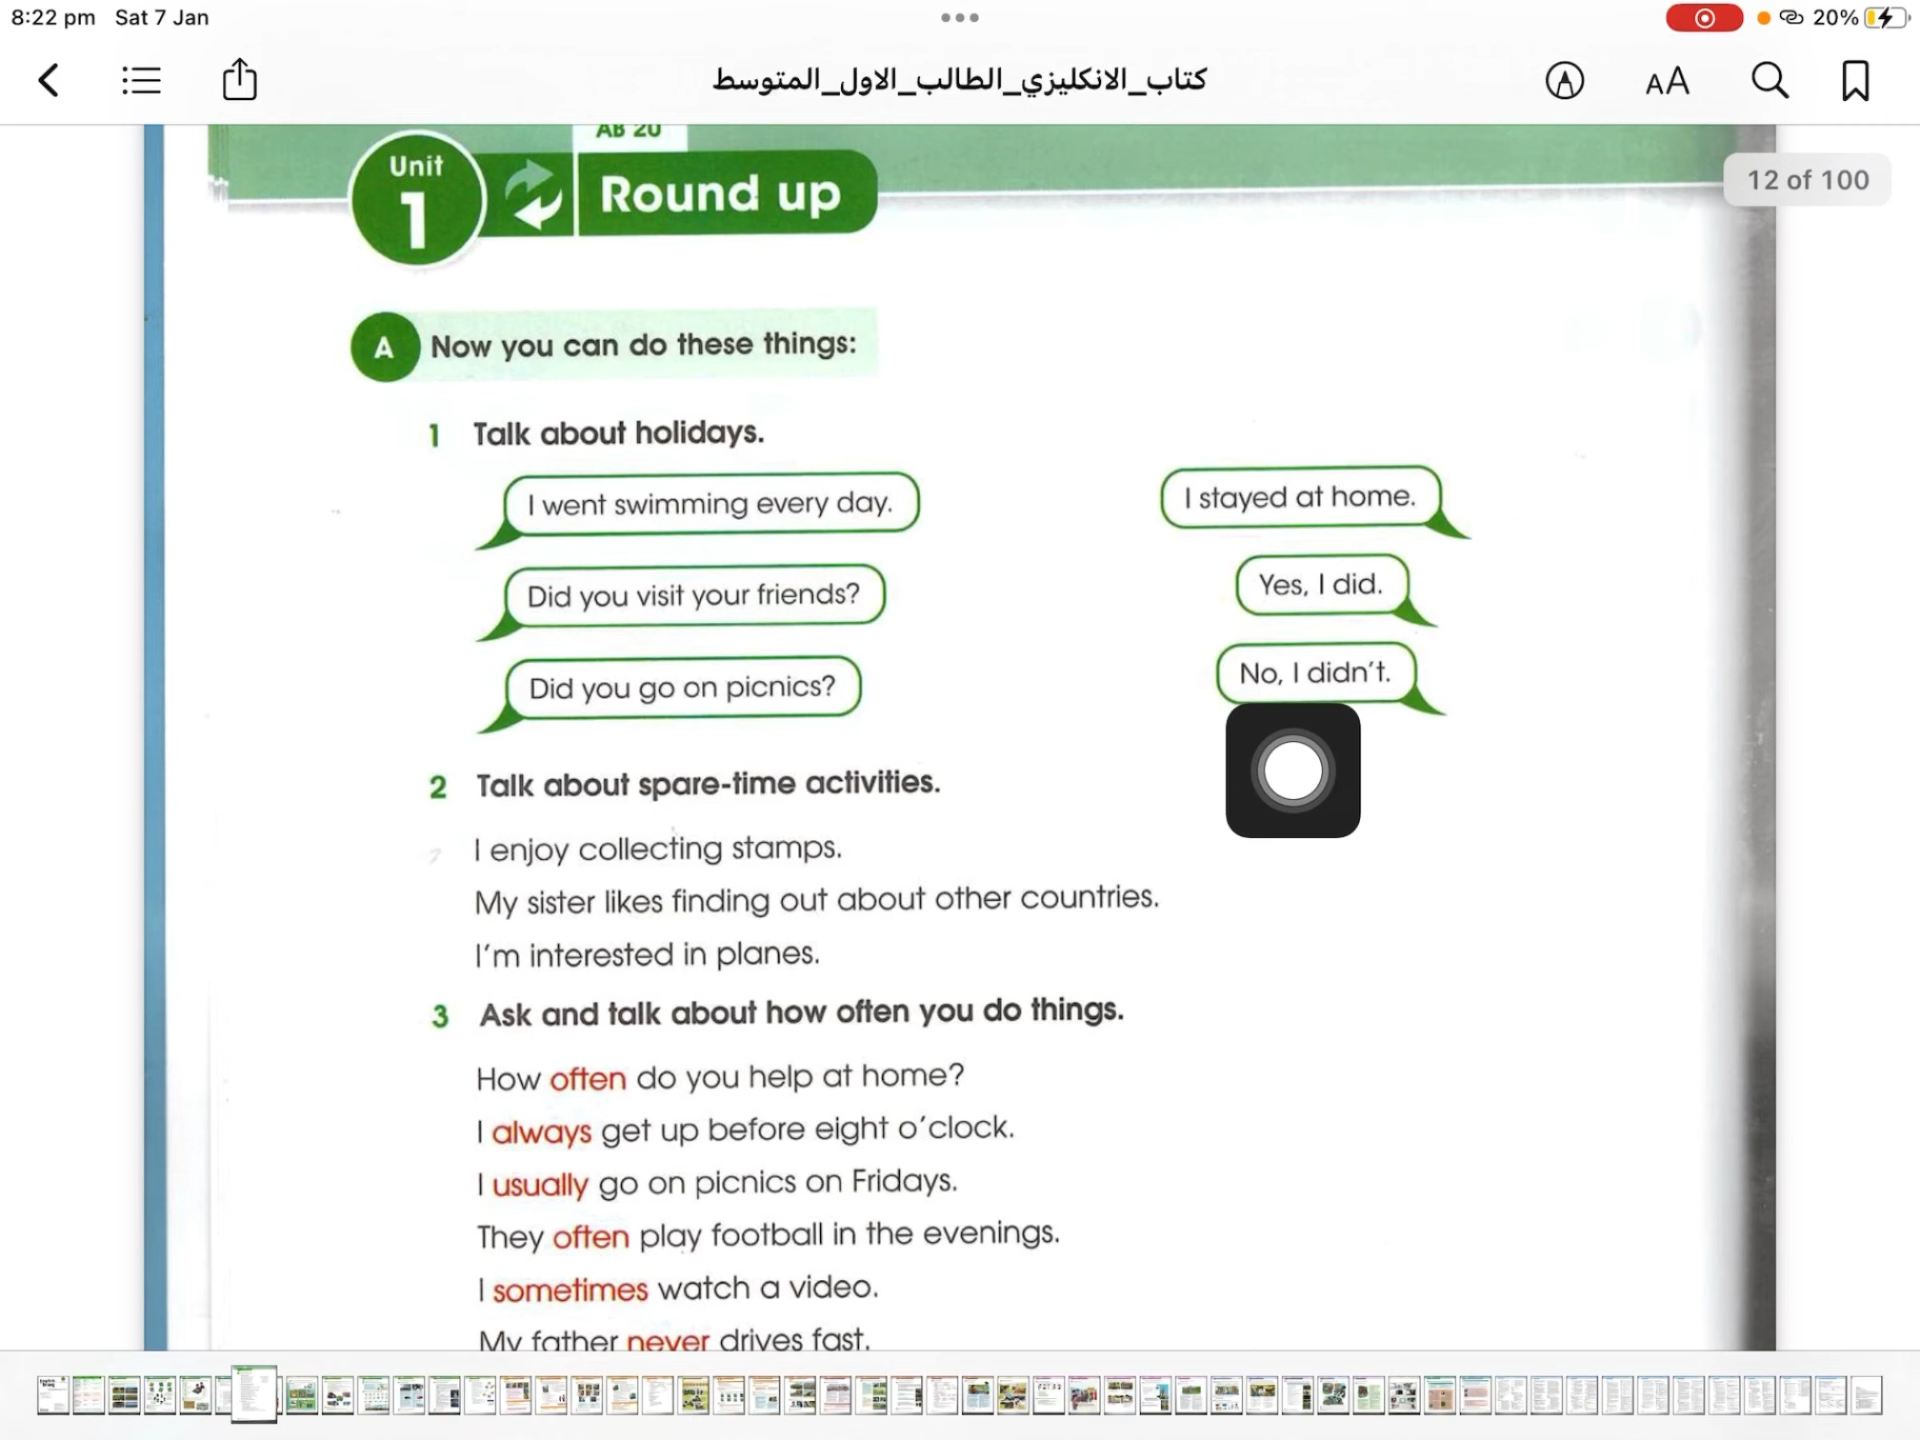 8:22 pm Sat 7 Jan
20%
كتاب_الانكليزي_الطالب_الاول_المتوسط
AA
AB 20
Unit
1
Round up
12 of 100
A Now you can do these things:
1 Talk about holidays.
I went swimming every day.
I stayed at home.
Did you visit your friends?
Yes, I did.
Did you go on picnics?
No, I didn't.
2 Talk about spare-time activities.
I enjoy collecting stamps.
My sister likes finding out about other countries.
I'm interested in planes.
3 Ask and talk about how often you do things.
How often do you help at home?
I always get up before eight o'clock.
I usually go on picnics on Fridays.
They often play football in the evenings.
I sometimes watch a video.
My father never drives fast.